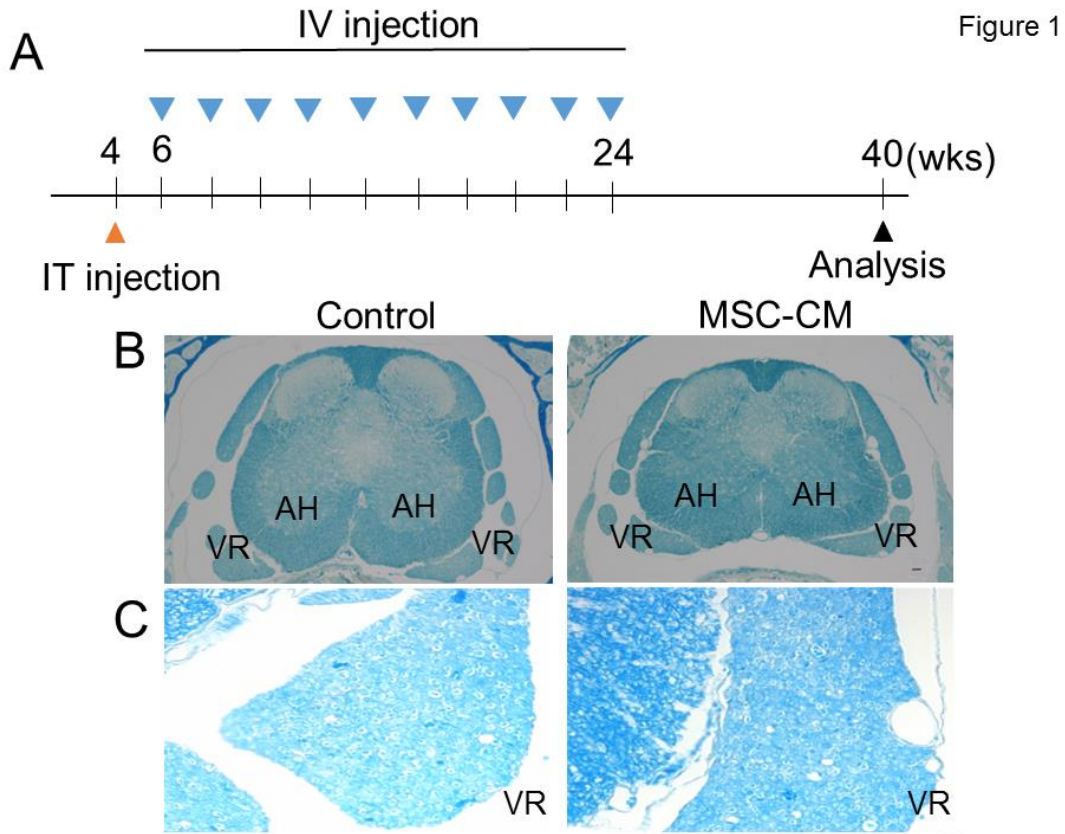 Figure 1
A
IV injection
4 6 24 40 (wks)
IT injection
Analysis
Control MSC-CM
B
AH AH
VR VR
AH AH
VR VR
C
VR
VR